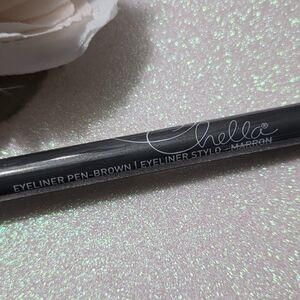 Chella®
EYELINER PEN-BROWN | EYELINER STYLO -MARRON